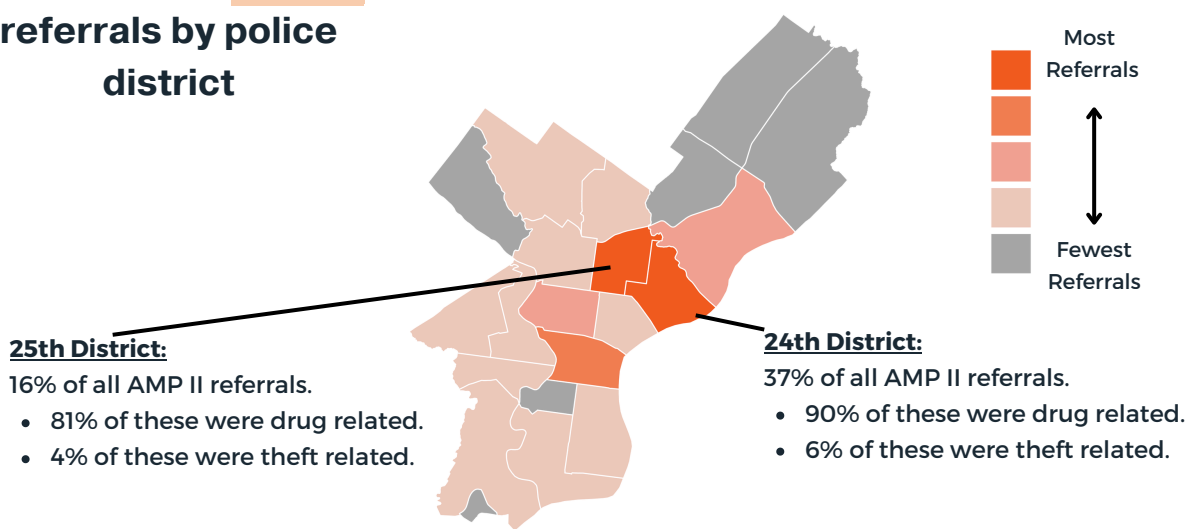 referrals by police
district
Most
Referrals
Fewest
Referrals
25th District:
16% of all AMP II referrals.
• 81% of these were drug related.
• 4% of these were theft related.
24th District:
37% of all AMP II referrals.
• 90% of these were drug related.
• 6% of these were theft related.